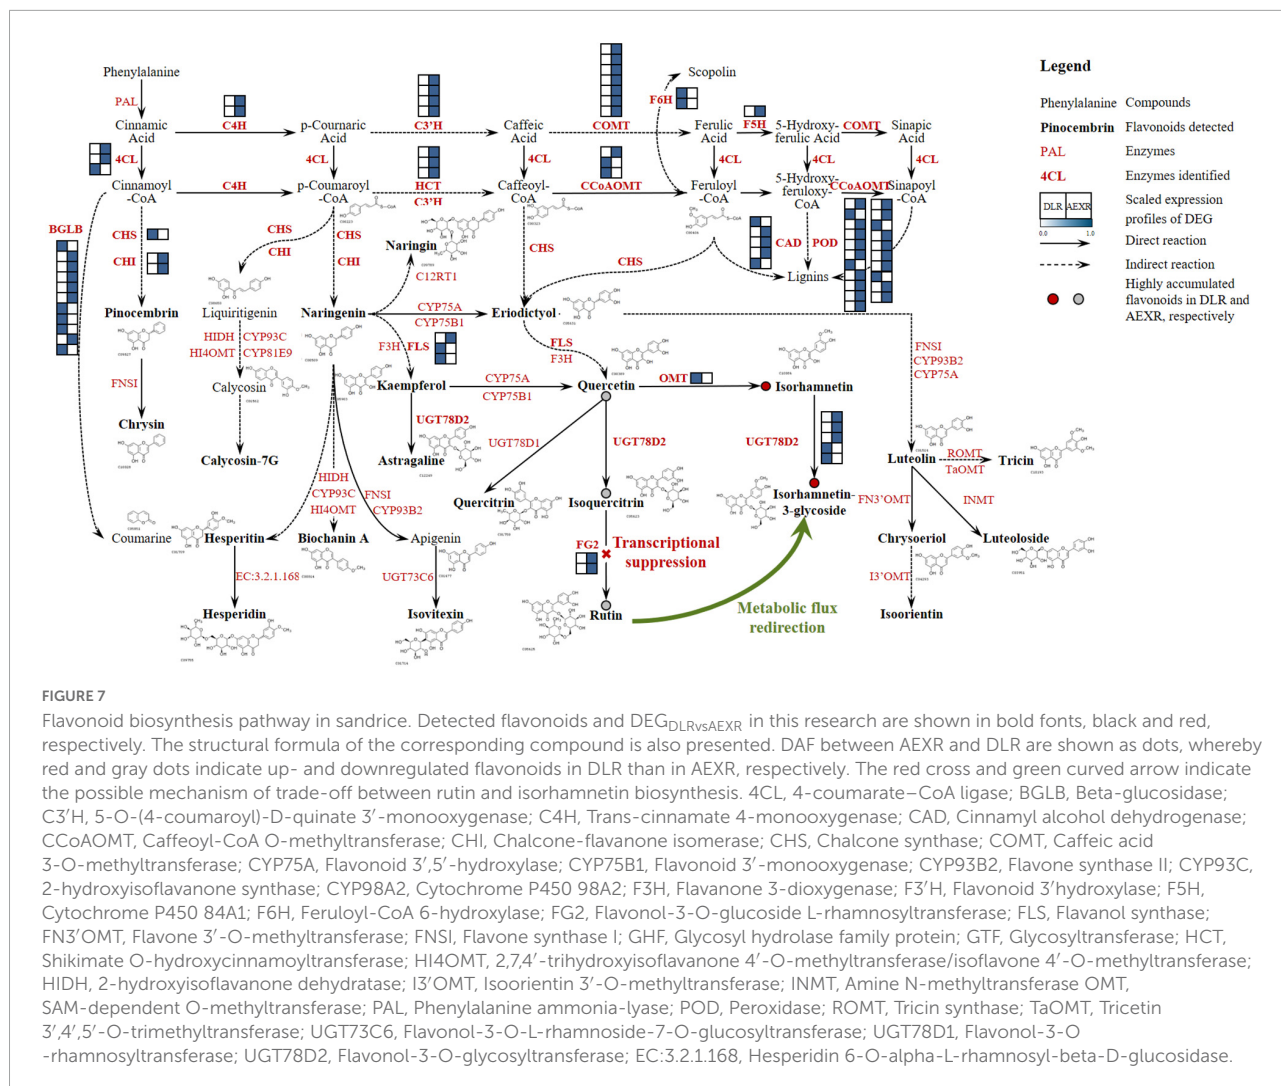 Phenylalanine
PAL
Cinnamic
Acid
C4H
p-Cournaric
Acid
C3'H
Caffeic
Acid
COMT
Ferulic
Acid
F5H
5-Hydroxy-
ferulic Acid
COMT
Sinapic
Acid
Scopolin
F6H
4CL
4CL
4CL
4CL
4CL
4CL
Cinnamoyl
-CoA
C4H
p-Coumaroyl
-CoA
HCT
C3'H
Caffeoyl-
CoA
CCoAOMT
Feruloyl
-CoA
5-Hydroxy-
feruloxy-
CoA
CCoAOMT
Sinapoyl
-CoA
BGLB
CHS
CHI
CHS
CHI
CHS
CHI
Naringin
C12RT1
CHS
CHS
CAD
POD
Lignins
Pinocembrin
Liquiritigenin
Naringenin
CYP75A
CYP75B1
Eriodictyol
HIDH
HI4OMT
CYP93C
CYP81E9
F3H
FLS
FLS
F3H
FNSI
CYP93B2
CYP75A
FNSI
Calycosin
Kaempferol
CYP75A
CYP75B1
Quercetin
OMT
Isorhamnetin
Chrysin
Calycosin-7G
UGT78D2
Astragaline
UGT78D1
UGT78D2
UGT78D2
Luteolin
ROMT
TaOMT
Tricin
HIDH
CYP93C
HI4OMT
FNSI
CYP93B2
Quercitrin
Isoquercitrin
Isorhamnetin-
3-glycoside
FN3'OMT
INMT
Coumarine
Hesperitin
Biochanin A
Apigenin
FG2
Transcriptional
suppression
Chrysoeriol
Luteoloside
EC:3.2.1.168
UGT73C6
I3'OMT
Hesperidin
Isovitexin
Rutin
Metabolic flux
redirection
Isoorientin
Legend
Phenylalanine Compounds
Pinocembrin Flavonoids detected
PAL Enzymes
4CL Enzymes identified
DLR AEXR Scaled expression
0.0 1.0 profiles of DEG
Direct reaction
Indirect reaction
Highly accumulated
flavonoids in DLR and
AEXR, respectively
FIGURE 7
Flavonoid biosynthesis pathway in sandrice. Detected flavonoids and DEGDLRvsAEXR in this research are shown in bold fonts, black and red,
respectively. The structural formula of the corresponding compound is also presented. DAF between AEXR and DLR are shown as dots, whereby
red and gray dots indicate up- and downregulated flavonoids in DLR than in AEXR, respectively. The red cross and green curved arrow indicate
the possible mechanism of trade-off between rutin and isorhamnetin biosynthesis. 4CL, 4-coumarate–CoA ligase; BGLB, Beta-glucosidase;
C3′H, 5-O-(4-coumaroyl)-D-quinate 3′-monooxygenase; C4H, Trans-cinnamate 4-monooxygenase; CAD, Cinnamyl alcohol dehydrogenase;
CCoAOMT, Caffeoyl-CoA O-methyltransferase; CHI, Chalcone-flavanone isomerase; CHS, Chalcone synthase; COMT, Caffeic acid
3-O-methyltransferase; CYP75A, Flavonoid 3′,5′-hydroxylase; CYP75B1, Flavonoid 3′-monooxygenase; CYP93B2, Flavone synthase II; CYP93C,
2-hydroxyisoflavanone synthase; CYP98A2, Cytochrome P450 98A2; F3H, Flavanone 3-dioxygenase; F3′H, Flavonoid 3′hydroxylase; F5H,
Cytochrome P450 84A1; F6H, Feruloyl-CoA 6-hydroxylase; FG2, Flavonol-3-O-glucoside L-rhamnosyltransferase; FLS, Flavanol synthase;
FN3′OMT, Flavone 3′-O-methyltransferase; FNSI, Flavone synthase I; GHF, Glycosyl hydrolase family protein; GTF, Glycosyltransferase; HCT,
Shikimate O-hydroxycinnamoyltransferase; HI4OMT, 2,7,4′-trihydroxyisoflavanone 4′-O-methyltransferase/isoflavone 4′-O-methyltransferase;
HIDH, 2-hydroxyisoflavanone dehydratase; I3′OMT, Isoorientin 3′-O-methyltransferase; INMT, Amine N-methyltransferase OMT,
SAM-dependent O-methyltransferase; PAL, Phenylalanine ammonia-lyase; POD, Peroxidase; ROMT, Tricin synthase; TaOMT, Tricetin
3′,4′,5′-O-trimethyltransferase; UGT73C6, Flavonol-3-O-L-rhamnoside-7-O-glucosyltransferase; UGT78D1, Flavonol-3-O
-rhamnosyltransferase; UGT78D2, Flavonol-3-O-glycosyltransferase; EC:3.2.1.168, Hesperidin 6-O-alpha-L-rhamnosyl-beta-D-glucosidase.